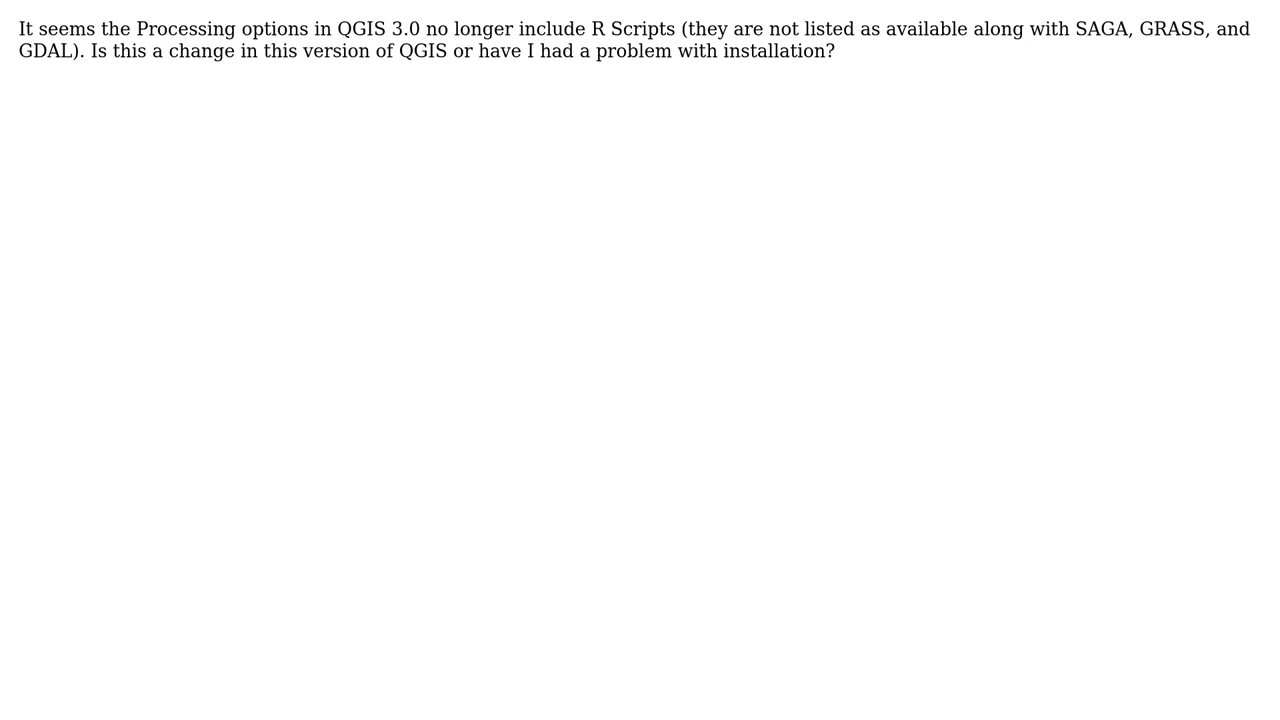 It seems the Processing options in QGIS 3.0 no longer include R Scripts (they are not listed as available along with SAGA, GRASS, and
GDAL). Is this a change in this version of QGIS or have I had a problem with installation?